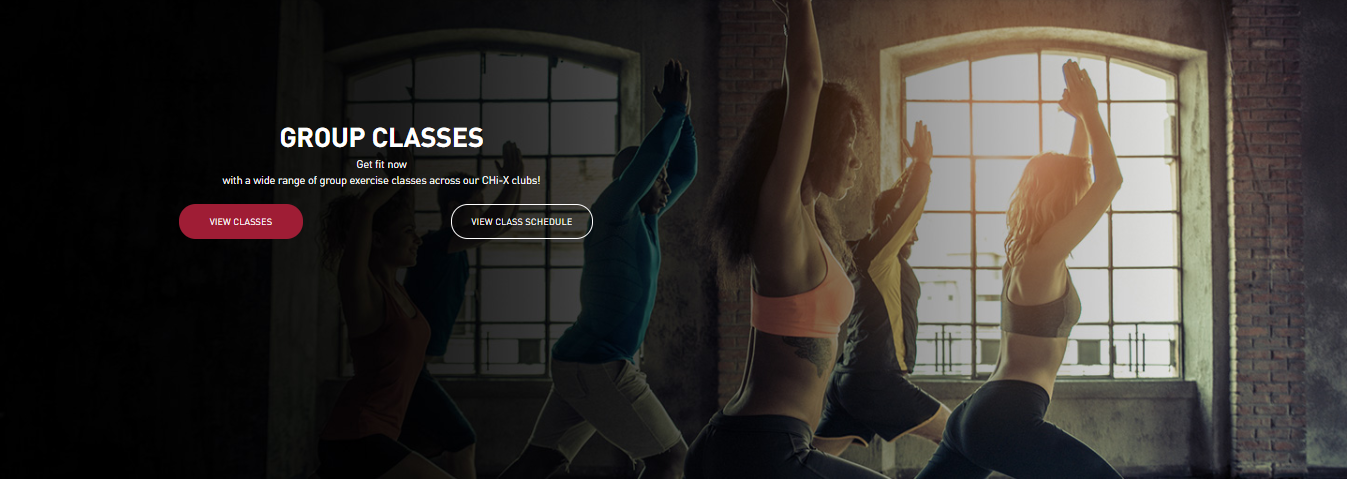 GROUP CLASSES
Get fit now
with a wide range of group exercise classes across our CHi-X clubs!
VIEW CLASSES
VIEW CLASS SCHEDULE